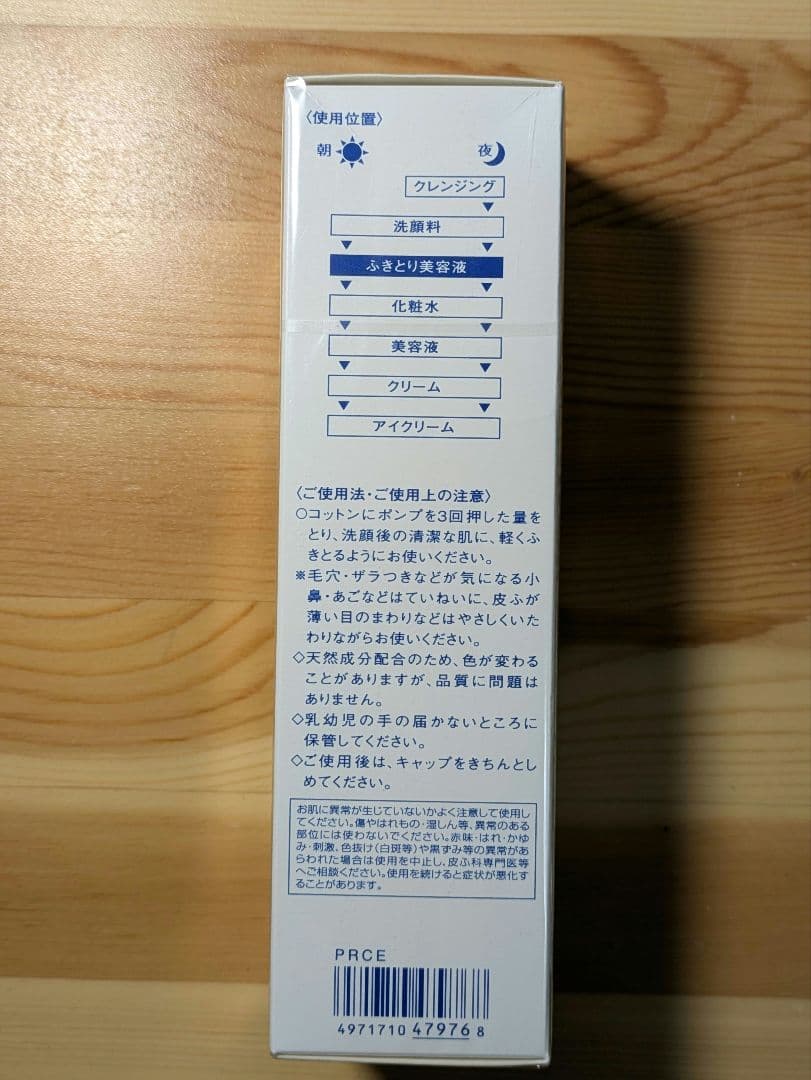 〈使用位置〉
朝 夜
クレンジング
洗顔料
ふきとり美容液
化粧水
美容液
クリーム
アイクリーム
〈ご使用法・ご使用上の注意〉
○コットンにポンプを3回押した量を
とり、洗顔後の清潔な肌に、軽くふ
きとるようにお使いください。
※毛穴・ザラつきなどが気になる小
鼻・あごなどはていねいに、皮ふが
薄い目のまわりなどはやさしくいた
わりながらお使いください。
◇天然成分配合のため、色が変わる
ことがありますが、品質に問題は
ありません。
◇乳幼児の手の届かないところに
保管してください。
◇ご使用後は、キャップをきちんとし
めてください。
お肌に異常が生じていないかよく注意して使用し
てください。傷やはれもの・湿しん等、異常のある
部位には使わないでください。赤味・はれ・かゆ
み・刺激、色抜け(白斑等)や黒ずみ等の異常があ
らわれた場合は使用を中止し、皮ふ科専門医等
へご相談ください。使用を続けると症状が悪化す
ることがあります。
PRCE
4971710 479768